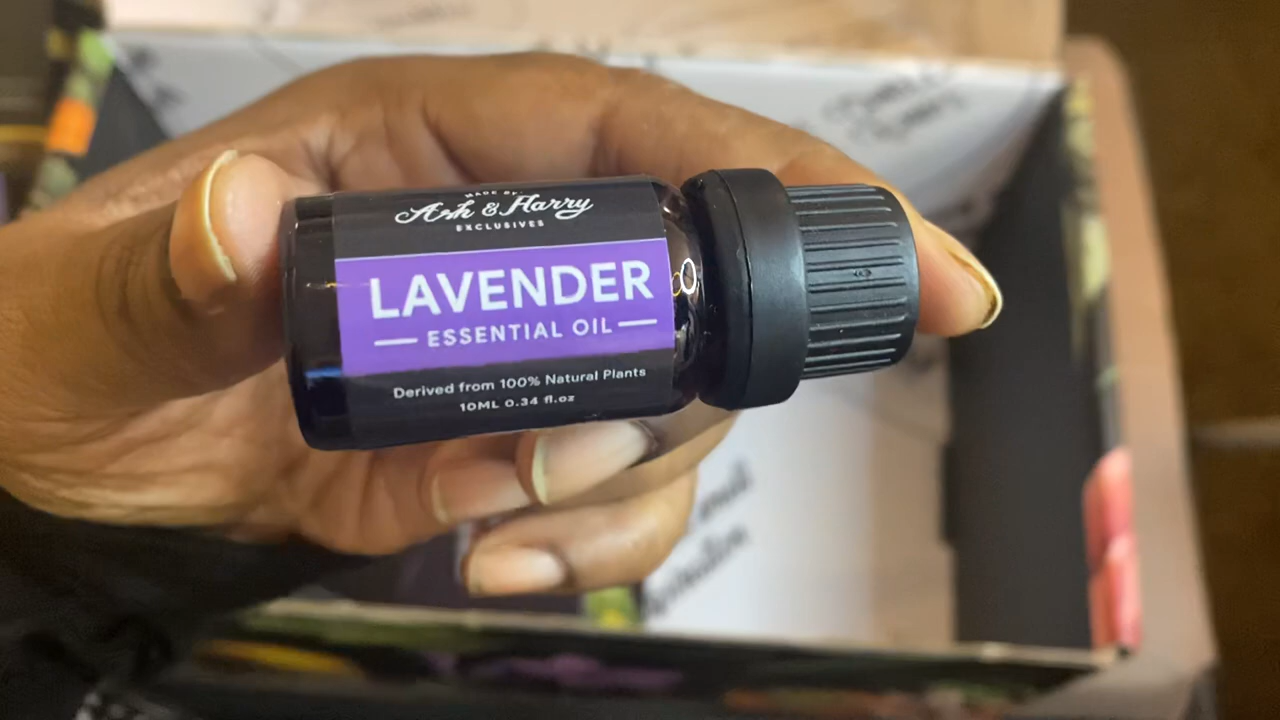 MADE BY
Ash & Harry
EXCLUSIVES
LAVENDER
ESSENTIAL OIL
Derived from 100% Natural Plants
10ML 0.34 fl.oz